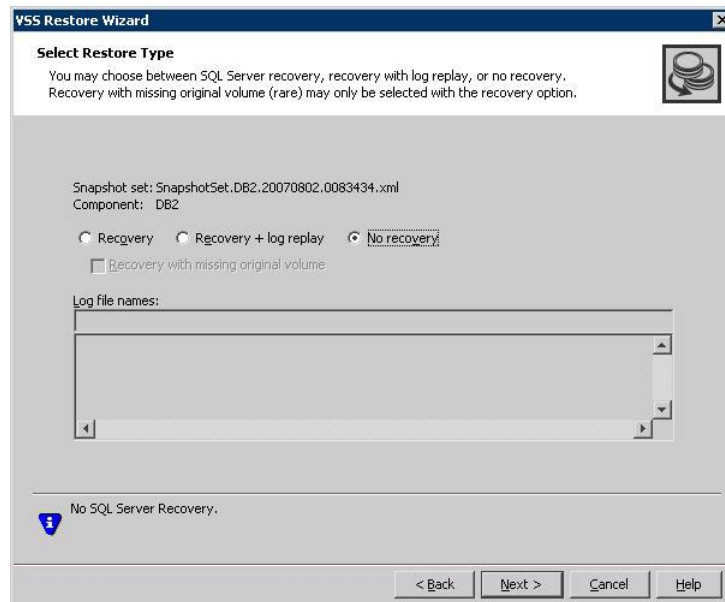 VSS Restore Wizard
Select Restore Type
You may choose between SQL Server recovery, recovery with log replay, or no recovery.
Recovery with missing original volume (rare) may only be selected with the recovery option.
Snapshot set: SnapshotSet.DB2.20070802.0083434.xml
Component: DB2
Recovery Recovery + log replay No recovery
Recovery with missing original volume
Log file names:
No SQL Server Recovery.
< Back Next > Cancel Help